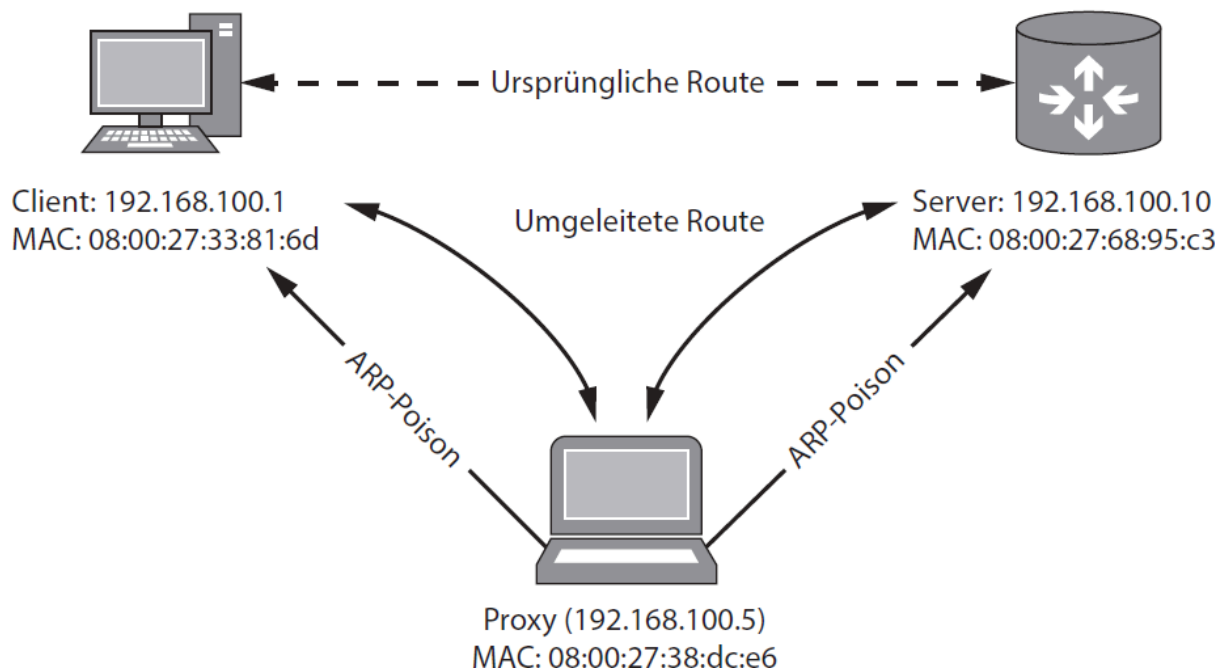 Ursprüngliche Route
Client: 192.168.100.1
MAC: 08:00:27:33:81:6d
Umgeleitete Route
Server: 192.168.100.10
MAC: 08:00:27:68:95:c3
ARP-Poison
ARP-Poison
Proxy (192.168.100.5)
MAC: 08:00:27:38:dc:e6